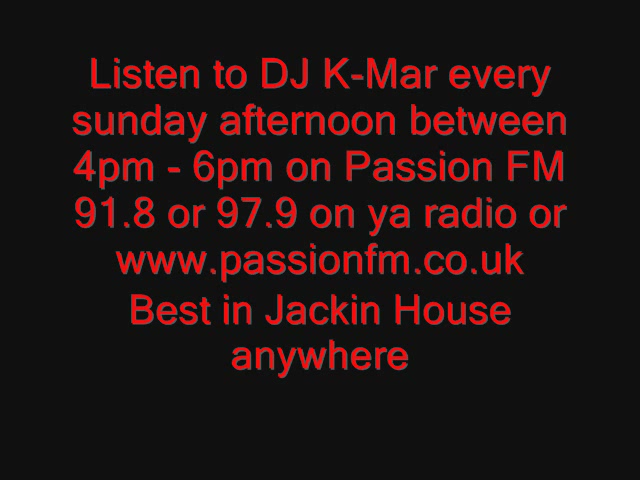 Listen to DJ K-Mar every
sunday afternoon between
4pm - 6pm on Passion FM
91.8 or 97.9 on ya radio or
www.passionfm.co.uk
Best in Jackin House
anywhere